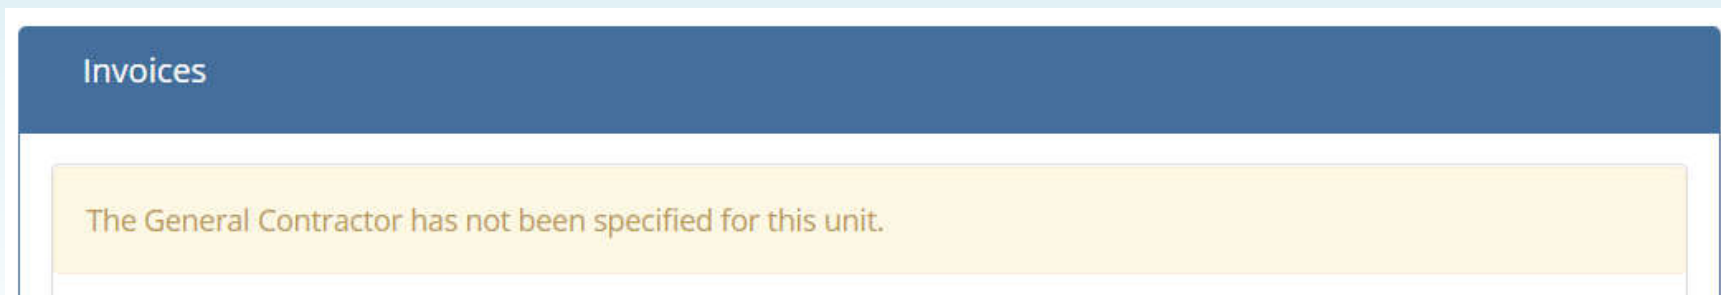 Invoices
The General Contractor has not been specified for this unit.